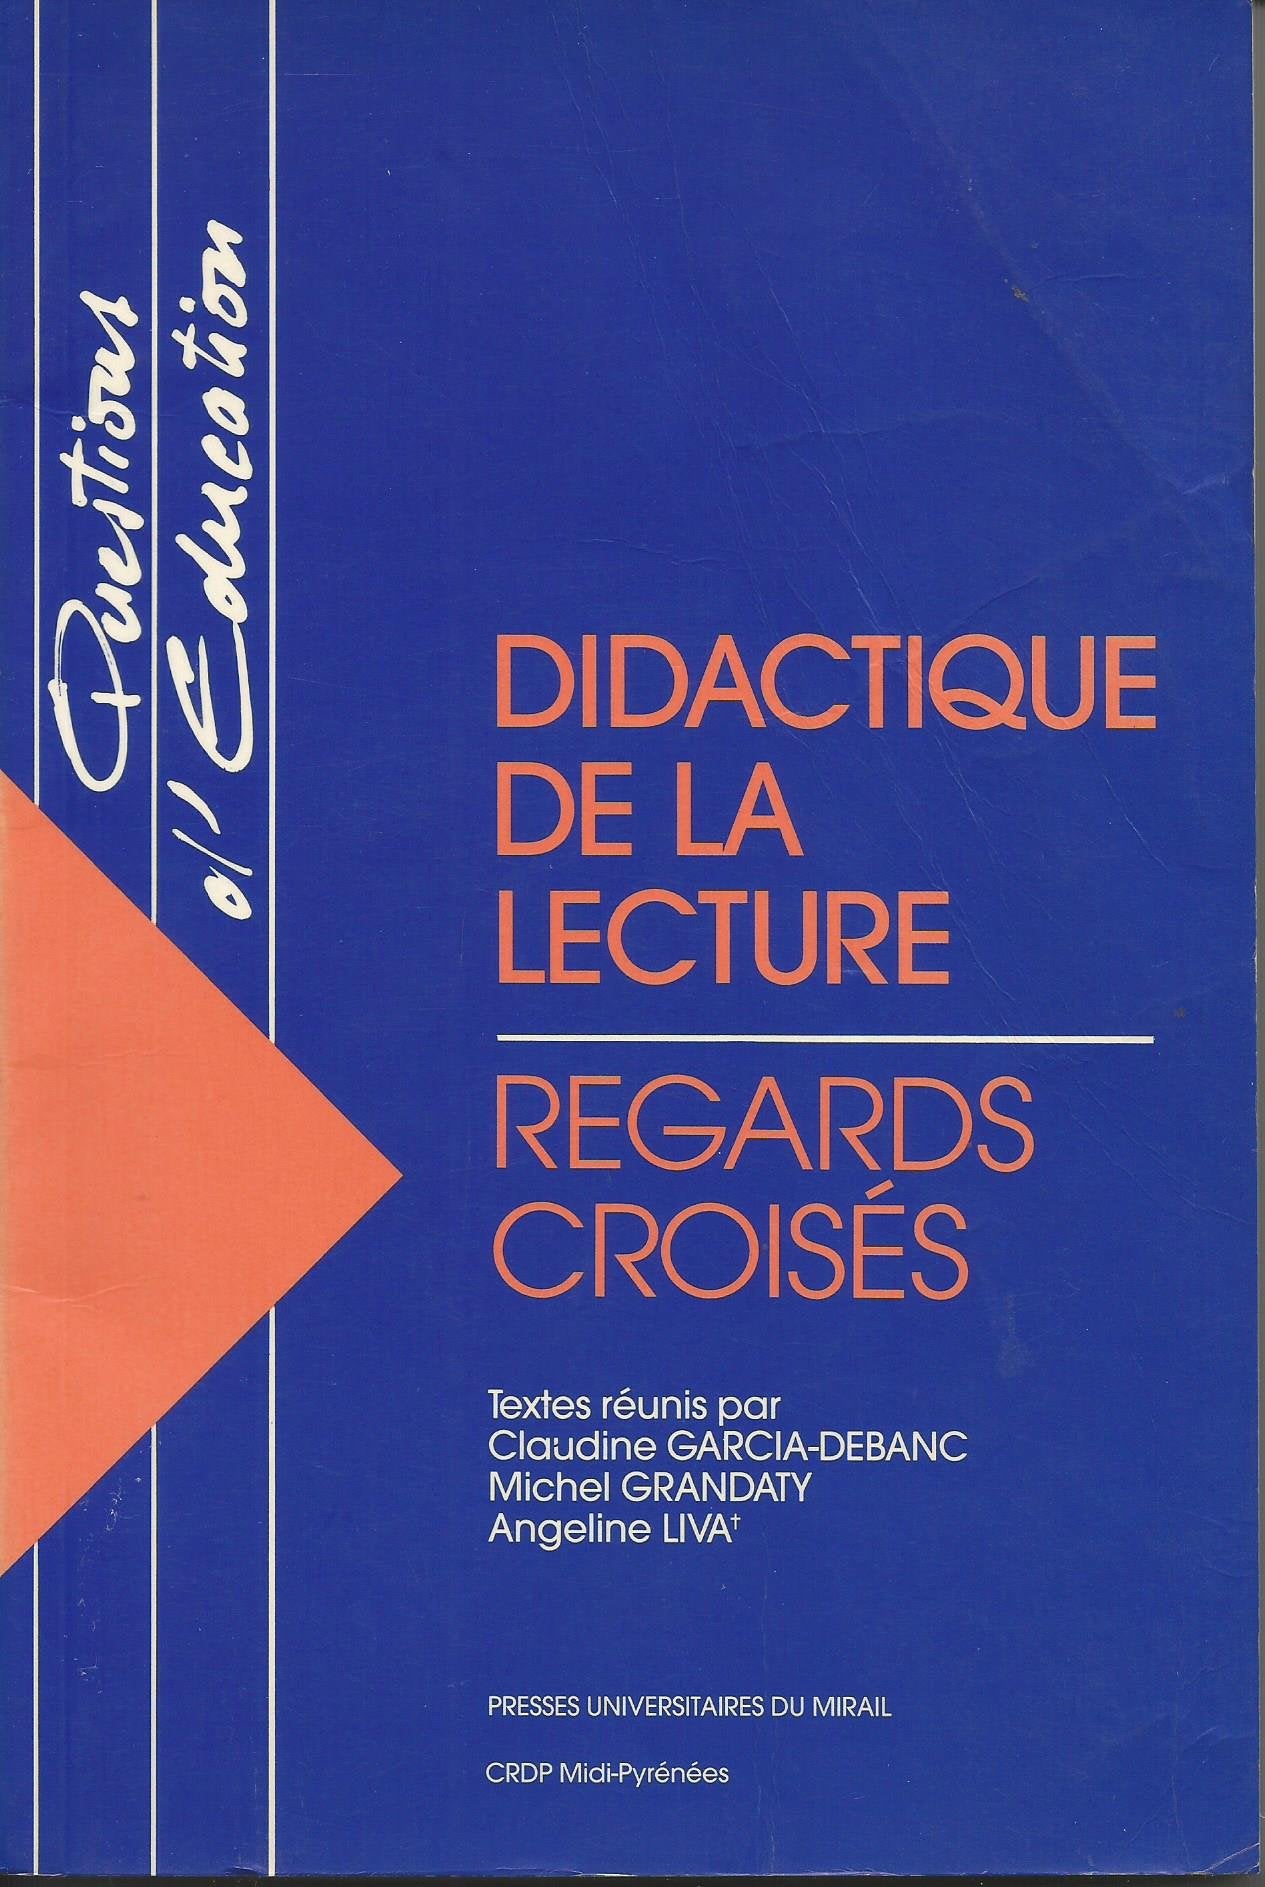 Questions
d'Education
DIDACTIQUE
DE LA
LECTURE
REGARDS
CROISÉS
Textes réunis par
Claudine GARCIA-DEBANC
Michel GRANDATY
Angeline LIVA†
PRESSES UNIVERSITAIRES DU MIRAIL
CRDP Midi-Pyrénées